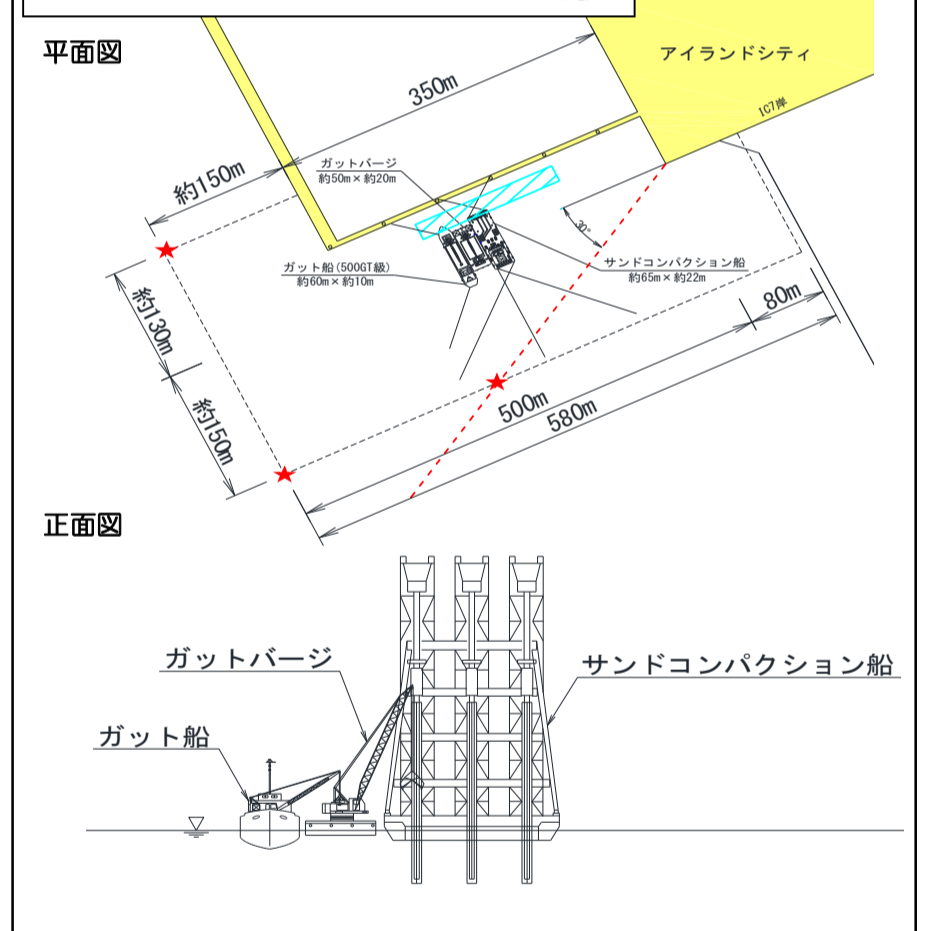 平面図
アイランドシティ
350m
IC7岸
ガットバージ
約50m×約20m
約150m
30°
ガット船(500GT級)
約60m×約10m
サンドコンパクション船
約65m×約22m
80m
約130m
500m
580m
約150m
正面図
ガットバージ
サンドコンパクション船
ガット船